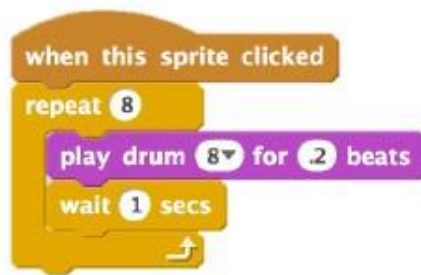 when this sprite clicked
repeat 8
play drum 8 for .2 beats
wait 1 secs